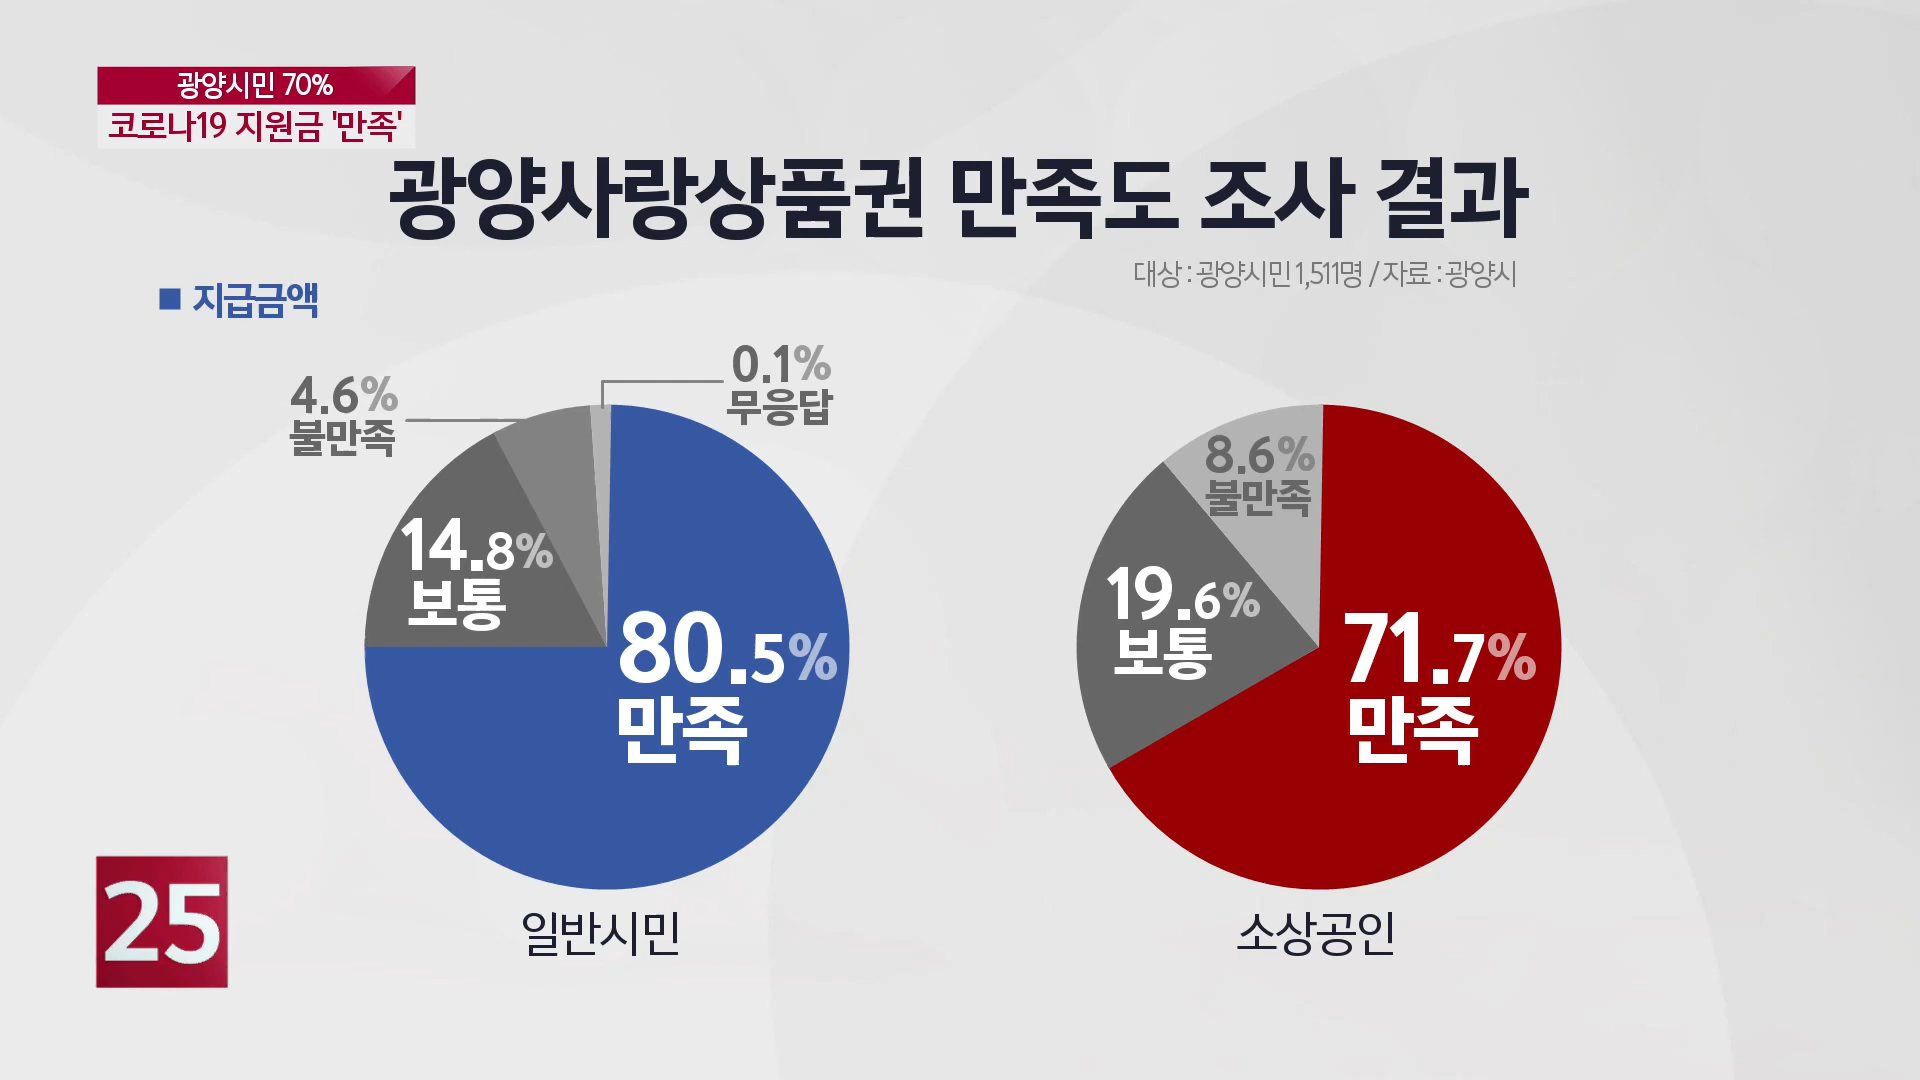 광양시민 70%
코로나19 지원금 '만족'
광양사랑상품권 만족도 조사 결과
대상 : 광양시민 1,511명 / 자료 : 광양시
■ 지급금액
4.6%
불만족
0.1%
무응답
14.8%
보통
80.5%
만족
일반시민
8.6%
불만족
19.6%
보통
71.7%
만족
소상공인
25